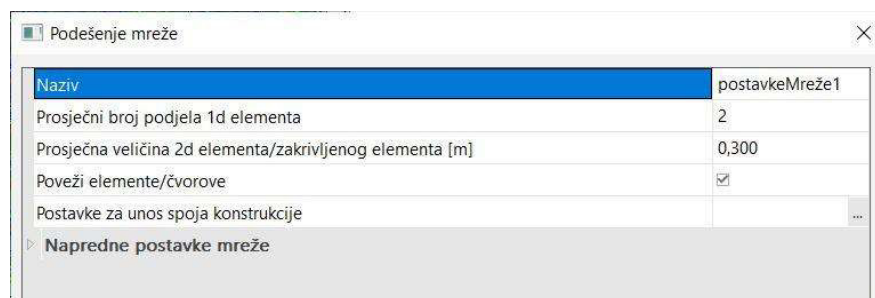 Podešenje mreže
Naziv postavkeMreže1
Prosječni broj podjela 1d elementa 2
Prosječna veličina 2d elementa/zakrivljenog elementa [m] 0,300
Poveži elemente/čvorove
Postavke za unos spoja konstrukcije ...
Napredne postavke mreže